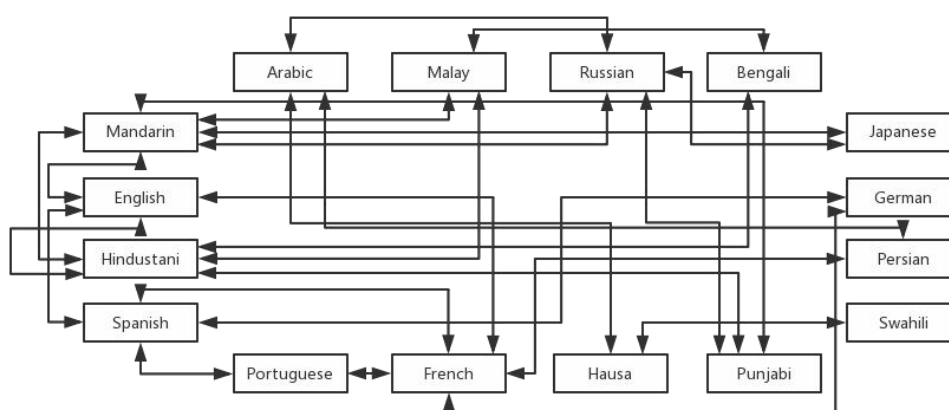 Arabic
Malay
Russian
Bengali
Mandarin
Japanese
English
German
Hindustani
Persian
Spanish
Swahili
Portuguese
French
Hausa
Punjabi